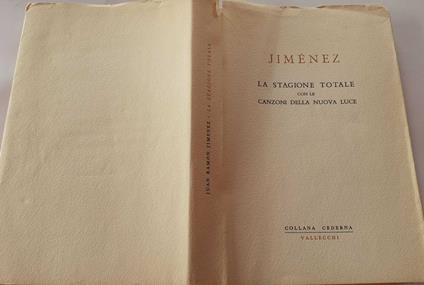 JUAN RAMÓN JIMÉNEZ · LA STAGIONE TOTALE
JIMÉNEZ
LA STAGIONE TOTALE
CON LE
CANZONI DELLA NUOVA LUCE
COLLANA CEDERNA
VALLECCHI